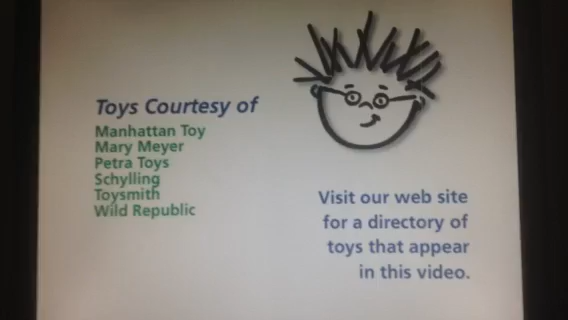 Toys Courtesy of
Manhattan Toy
Mary Meyer
Petra Toys
Schylling
Toysmith
Wild Republic
Visit our web site
for a directory of
toys that appear
in this video.